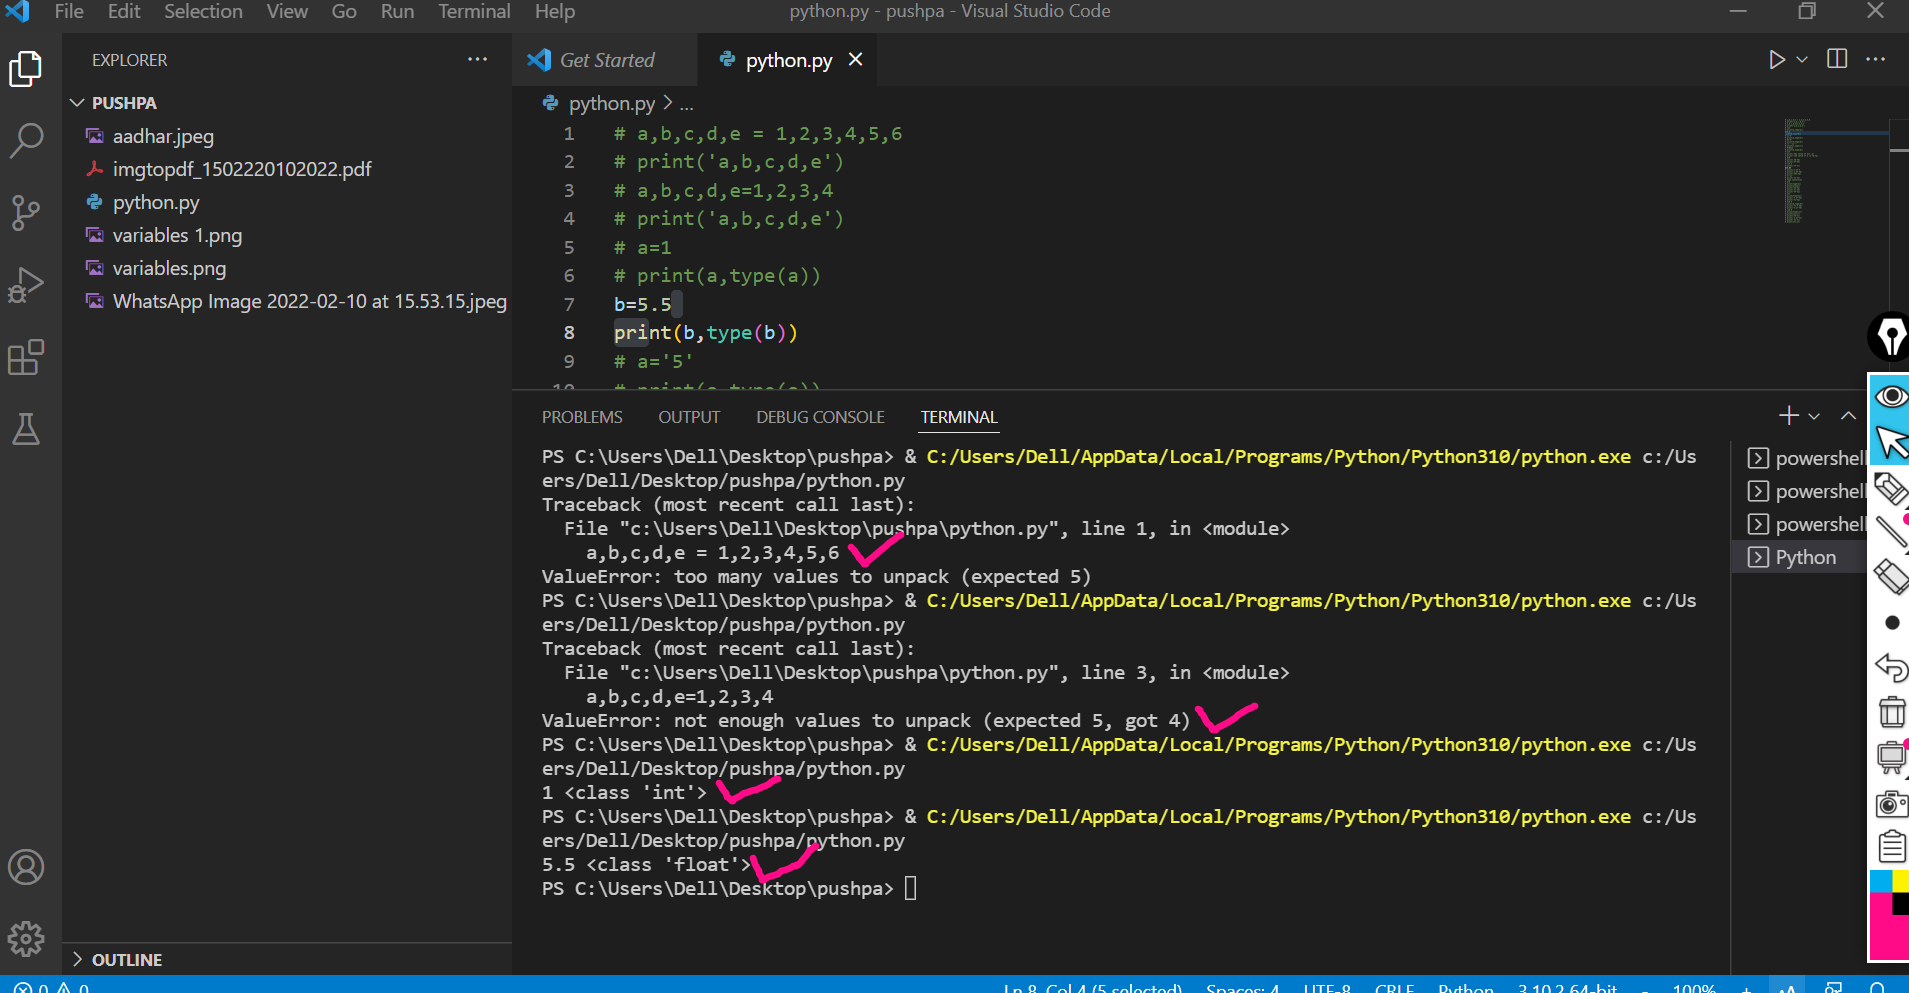 File Edit Selection View Go Run Terminal Help
python.py - pushpa - Visual Studio Code
EXPLORER
PUSHPA
aadhar.jpeg
imgtopdf_1502220102022.pdf
python.py
variables 1.png
variables.png
WhatsApp Image 2022-02-10 at 15.53.15.jpeg
OUTLINE
Get Started
python.py
python.py > ...
1 # a,b,c,d,e = 1,2,3,4,5,6
2 # print('a,b,c,d,e')
3 # a,b,c,d,e=1,2,3,4
4 # print('a,b,c,d,e')
5 # a=1
6 # print(a,type(a))
7 b=5.5
8 print(b,type(b))
9 # a='5'
10 # print(a,type(a))
PROBLEMS OUTPUT DEBUG CONSOLE TERMINAL
PS C:\Users\Dell\Desktop\pushpa> & C:/Users/Dell/AppData/Local/Programs/Python/Python310/python.exe c:/Us
ers/Dell/Desktop/pushpa/python.py
Traceback (most recent call last):
File "c:\Users\Dell\Desktop\pushpa\python.py", line 1, in <module>
a,b,c,d,e = 1,2,3,4,5,6
ValueError: too many values to unpack (expected 5)
PS C:\Users\Dell\Desktop\pushpa> & C:/Users/Dell/AppData/Local/Programs/Python/Python310/python.exe c:/Us
ers/Dell/Desktop/pushpa/python.py
Traceback (most recent call last):
File "c:\Users\Dell\Desktop\pushpa\python.py", line 3, in <module>
a,b,c,d,e=1,2,3,4
ValueError: not enough values to unpack (expected 5, got 4)
PS C:\Users\Dell\Desktop\pushpa> & C:/Users/Dell/AppData/Local/Programs/Python/Python310/python.exe c:/Us
ers/Dell/Desktop/pushpa/python.py
1 <class 'int'>
PS C:\Users\Dell\Desktop\pushpa> & C:/Users/Dell/AppData/Local/Programs/Python/Python310/python.exe c:/Us
ers/Dell/Desktop/pushpa/python.py
5.5 <class 'float'>
PS C:\Users\Dell\Desktop\pushpa>
powershell
powershell
powershell
Python
0 0
Ln 8, Col 4 (5 selected) Spaces: 4 UTF-8 CRLF Python 3.10.2 64-bit - 100% +